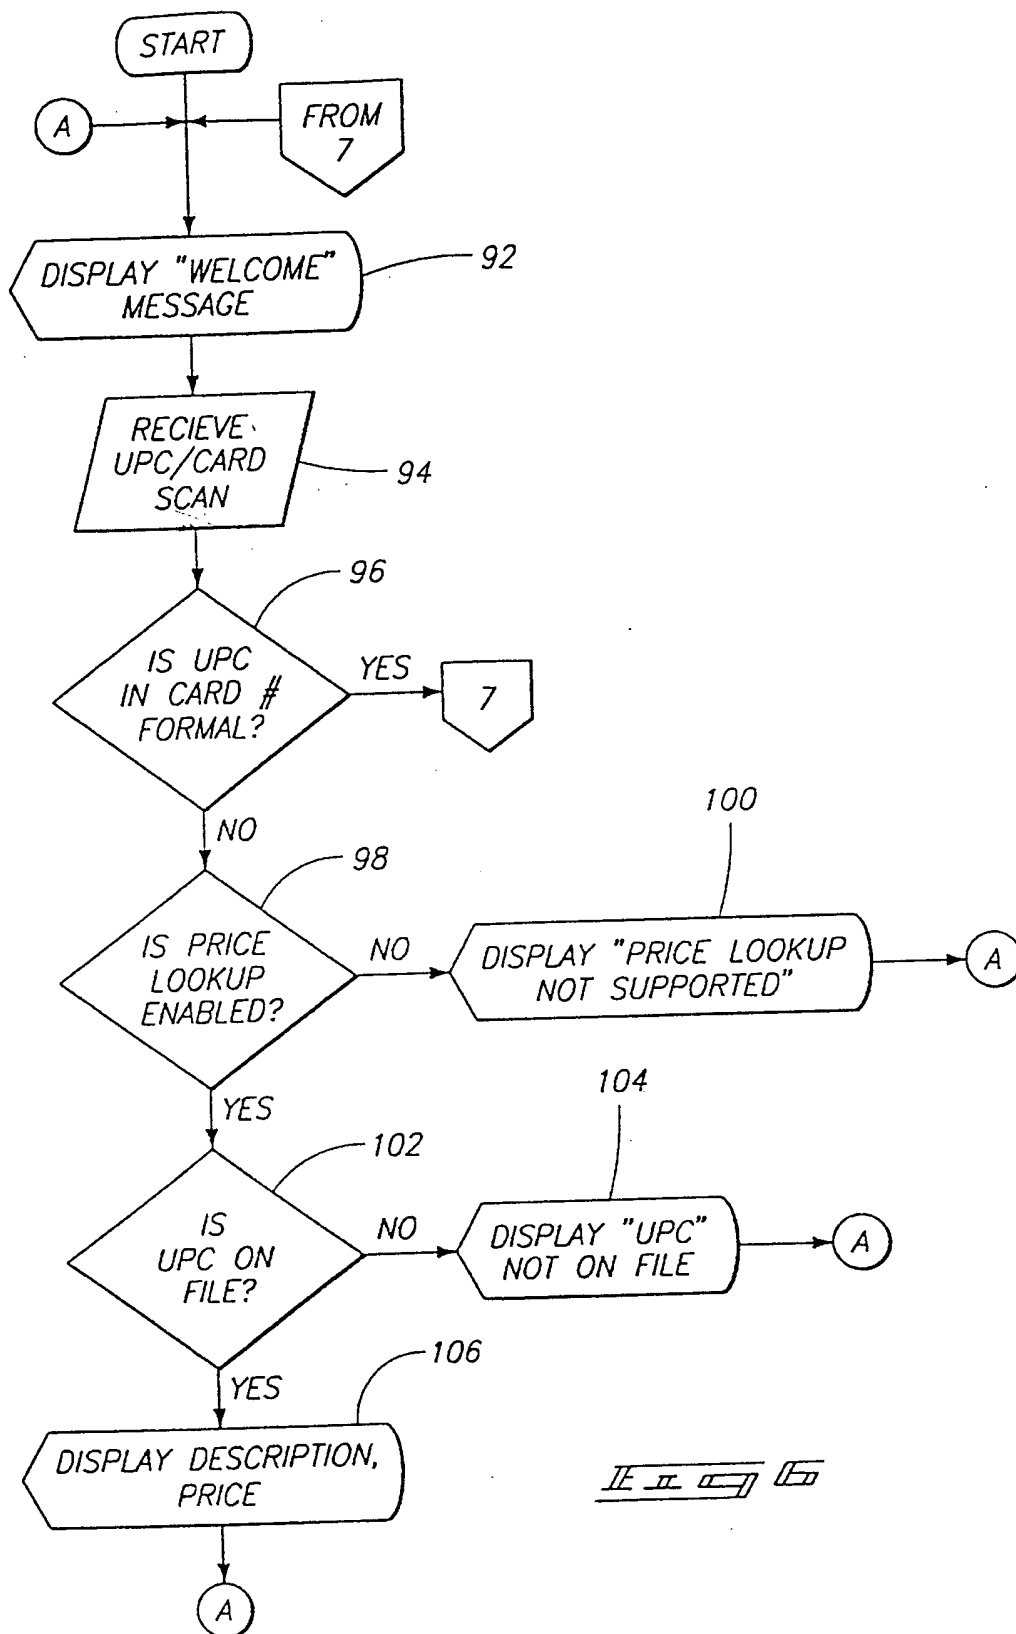 START
A
FROM
7
DISPLAY "WELCOME"
MESSAGE
92
RECIEVE
UPC/CARD
SCAN
94
96
IS UPC
IN CARD #
FORMAL?
YES
7
NO
98
100
IS PRICE
LOOKUP
ENABLED?
NO
DISPLAY "PRICE LOOKUP
NOT SUPPORTED"
A
YES
102
104
IS
UPC ON
FILE?
NO
DISPLAY "UPC"
NOT ON FILE
A
YES
106
DISPLAY DESCRIPTION,
PRICE
A
FIG 6